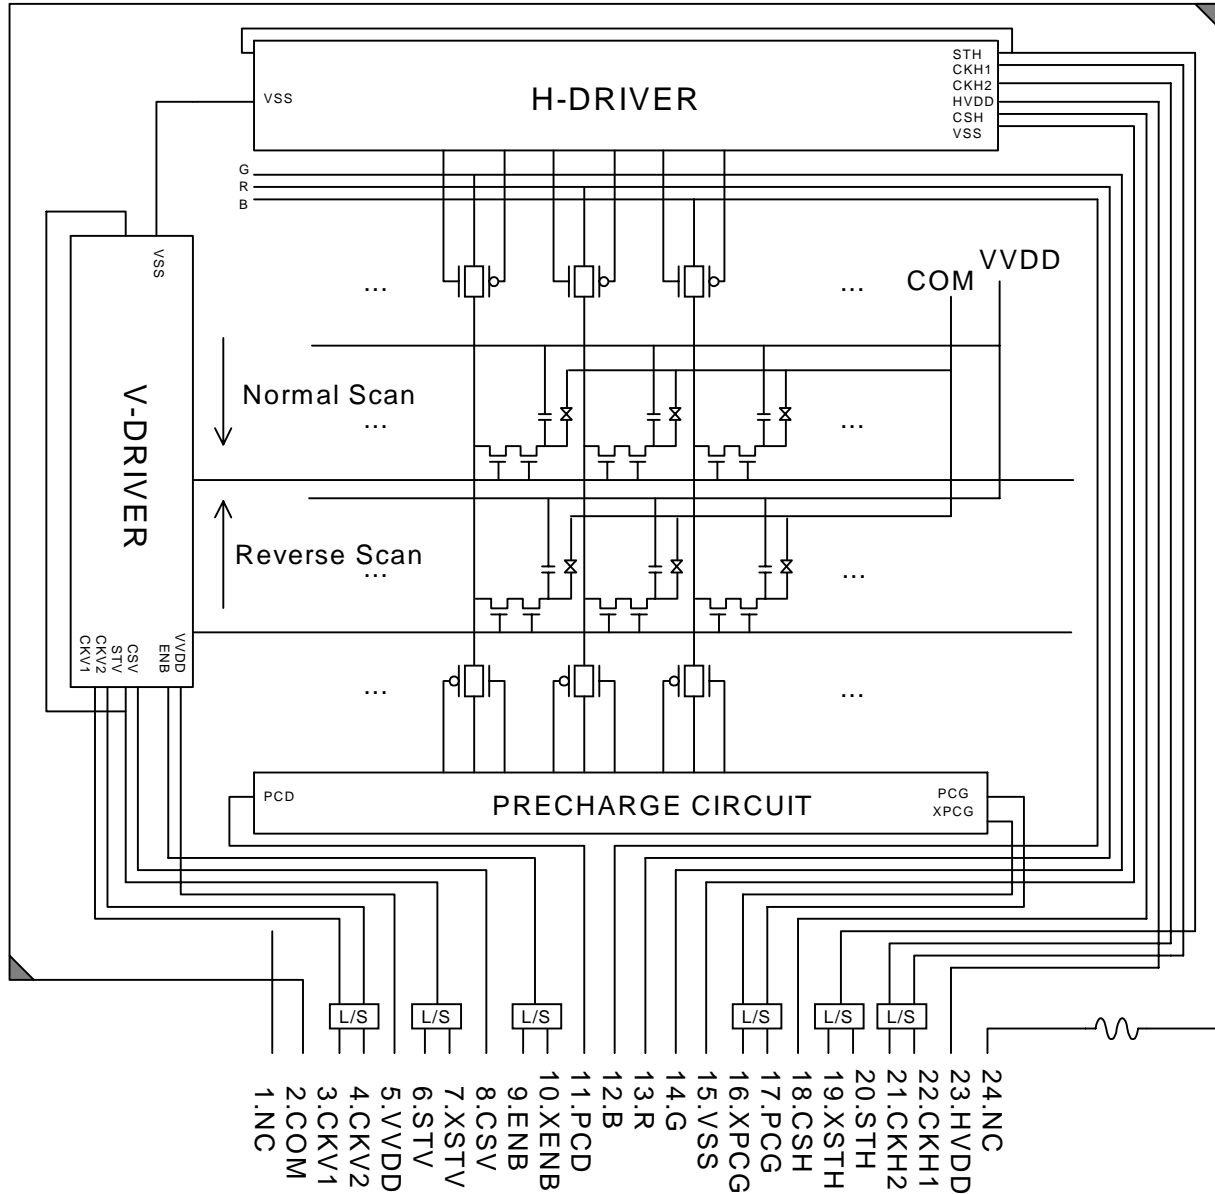 STH
CKH1
CKH2
HVDD
CSH
VSS
VSS
H-DRIVER
G
R
B
VSS
V-DRIVER
VVDD
COM
...
...
Normal Scan
...
...
Reverse Scan
...
...
CKV1
CKV2
STV
CSV
ENB
VVDD
...
...
PCD
PRECHARGE CIRCUIT
PCG
XPCG
L/S
L/S
L/S
L/S
L/S
L/S
1.NC
2.COM
3.CKV1
4.CKV2
5.VVDD
6.STV
7.XSTV
8.CSV
9.ENB
10.XENB
11.PCD
12.B
13.R
14.G
15.VSS
16.XPCG
17.PCG
18.CSH
19.XSTH
20.STH
21.CKH2
22.CKH1
23.HVDD
24.NC